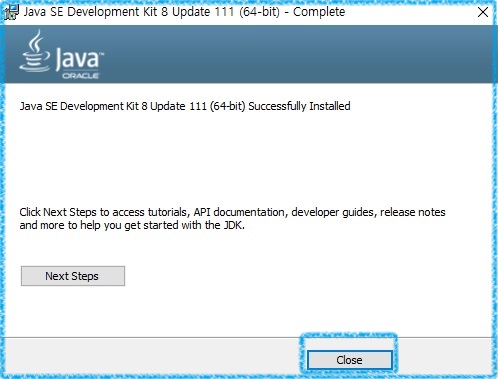 Java SE Development Kit 8 Update 111 (64-bit) - Complete
Java™
ORACLE
Java SE Development Kit 8 Update 111 (64-bit) Successfully Installed
Click Next Steps to access tutorials, API documentation, developer guides, release notes
and more to help you get started with the JDK.
Next Steps
Close